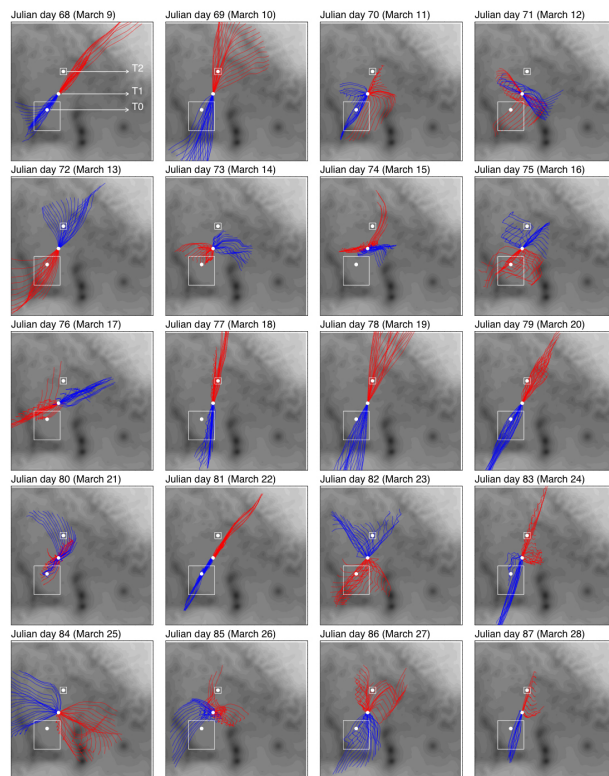 Julian day 68 (March 9)
Julian day 69 (March 10)
Julian day 70 (March 11)
Julian day 71 (March 12)
T2
T1
T0
Julian day 72 (March 13)
Julian day 73 (March 14)
Julian day 74 (March 15)
Julian day 75 (March 16)
Julian day 76 (March 17)
Julian day 77 (March 18)
Julian day 78 (March 19)
Julian day 79 (March 20)
Julian day 80 (March 21)
Julian day 81 (March 22)
Julian day 82 (March 23)
Julian day 83 (March 24)
Julian day 84 (March 25)
Julian day 85 (March 26)
Julian day 86 (March 27)
Julian day 87 (March 28)